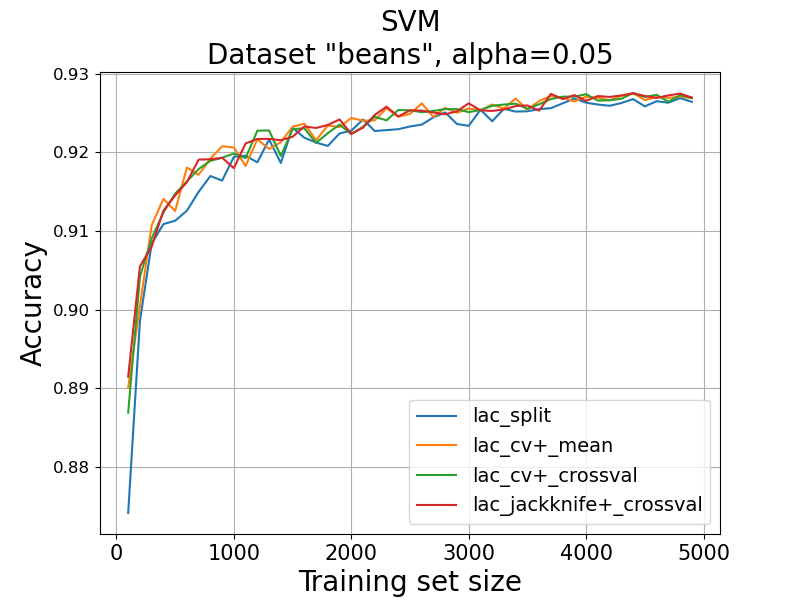 SVM
Dataset "beans", alpha=0.05
Accuracy
0.93
0.92
0.91
0.90
0.89
0.88
lac_split
lac_cv+_mean
lac_cv+_crossval
lac_jackknife+_crossval
0 1000 2000 3000 4000 5000
Training set size